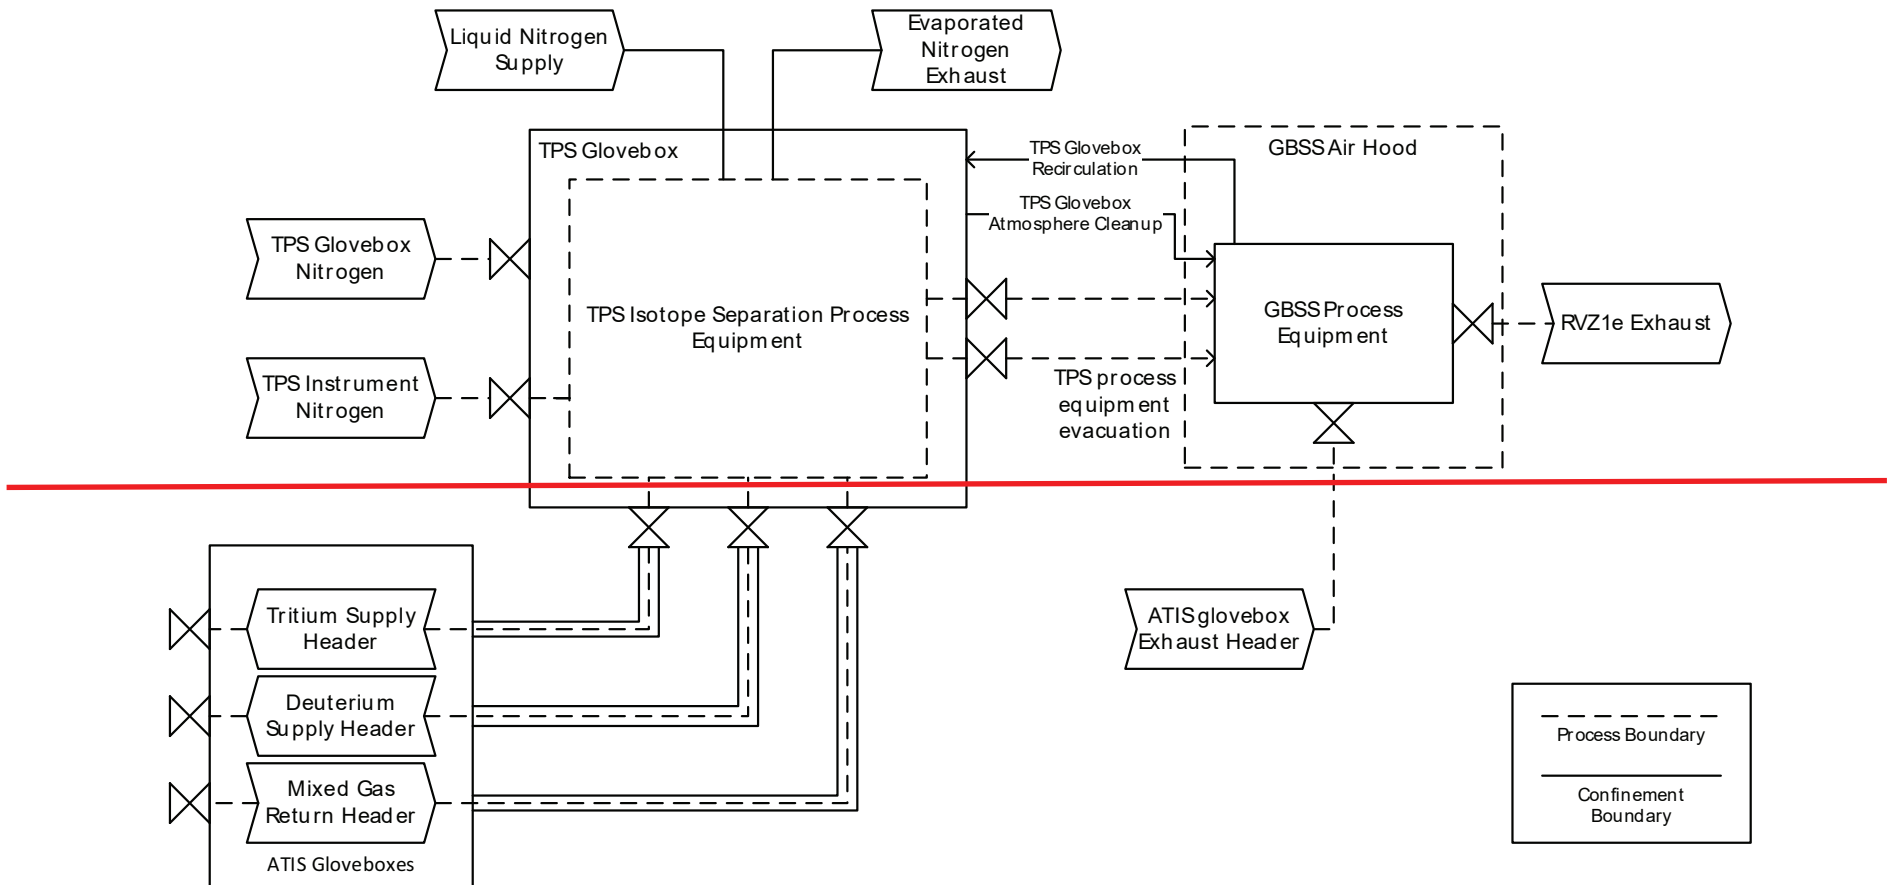 Liquid Nitrogen
Supply
Evaporated
Nitrogen
Exhaust
TPS Glovebox
TPS Glovebox
Recirculation
GBSS Air Hood
TPS Glovebox
Atmosphere Cleanup
TPS Glovebox
Nitrogen
TPS Isotope Separation Process
Equipment
GBSS Process
Equipment
RVZ1e Exhaust
TPS Instrument
Nitrogen
TPS process
equipment
evacuation
Tritium Supply
Header
ATIS glovebox
Exhaust Header
Deuterium
Supply Header
Mixed Gas
Return Header
ATIS Gloveboxes
Process Boundary
Confinement
Boundary